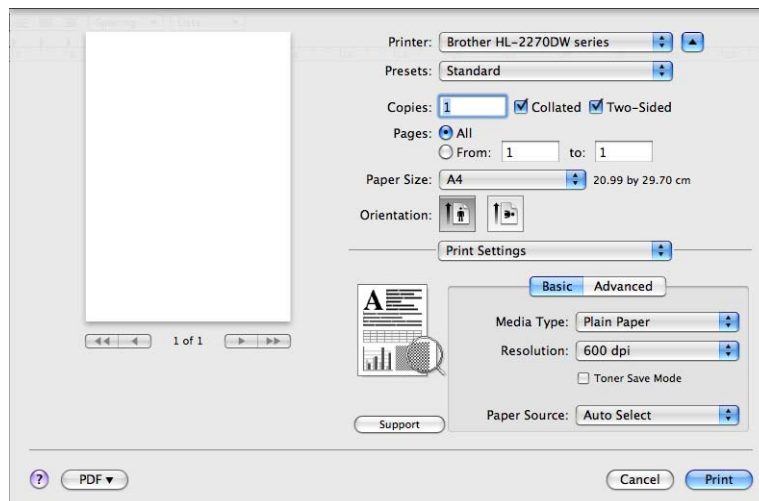 Spacing
Lists
Printer: Brother HL-2270DW series
Presets: Standard
Copies: 1 Collated Two-Sided
Pages: All
From: 1 to: 1
Paper Size: A4 20.99 by 29.70 cm
Orientation:
Print Settings
Basic Advanced
A
Media Type: Plain Paper
Resolution: 600 dpi
Toner Save Mode
Paper Source: Auto Select
Support
1 of 1
? PDF▼ Cancel Print